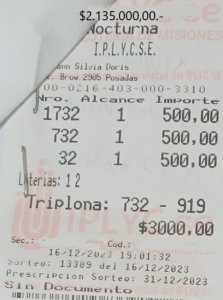 $2.135.000,00.-
Nocturna
I.P.L.Y.C.S.E.
ann Silvia Doris
. Brow 2985 Posadas
00-0216-403-000-3310
Nro. Alcance Importe
1732 1 500,00
732 1 500,00
32 1 500,00
Loterias: 1 2
Triplona: 732 - 919
$3000.00
Sec.: Cod.:
16/12/2023 19:01:32
Sorteo: 13389 del 16/12/2023
Prescripcion Sorteo: 31/12/2023
Sin Documento